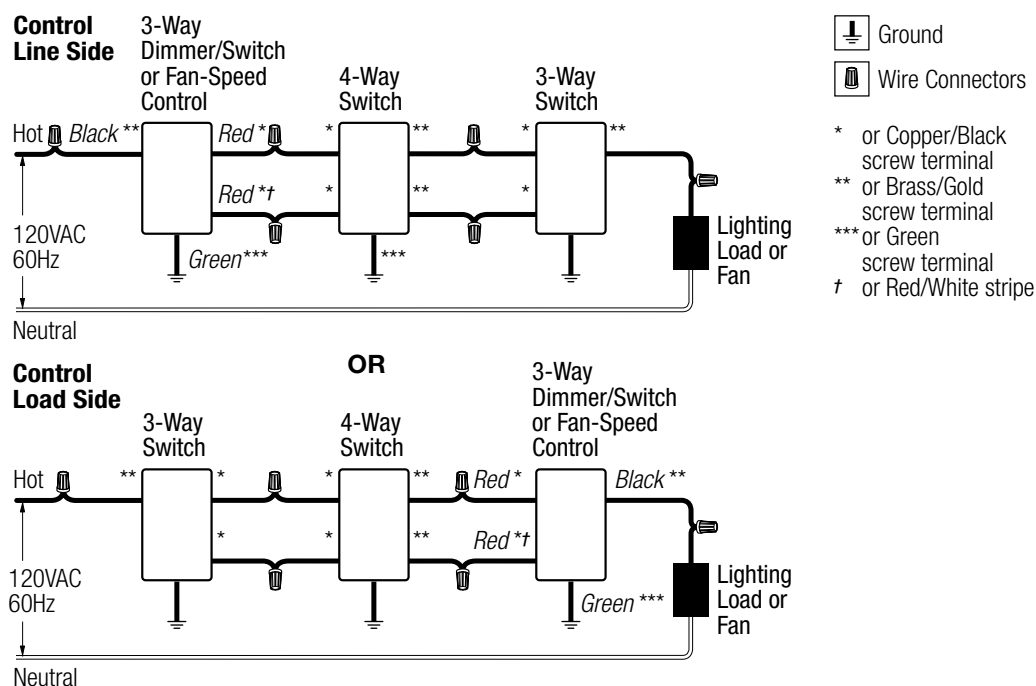 Control
Line Side
3-Way
Dimmer/Switch
or Fan-Speed
Control
4-Way
Switch
3-Way
Switch
Hot
Black **
Red *
*
**
*
**
Red *†
*
**
*
120VAC
60Hz
Green***
***
Lighting
Load or
Fan
Neutral
Ground
Wire Connectors
* or Copper/Black
screw terminal
** or Brass/Gold
screw terminal
*** or Green
screw terminal
† or Red/White stripe
OR
Control
Load Side
3-Way
Switch
4-Way
Switch
3-Way
Dimmer/Switch
or Fan-Speed
Control
Hot
**
*
*
**
Red *
Black **
*
*
**
Red *†
120VAC
60Hz
Green ***
Lighting
Load or
Fan
Neutral